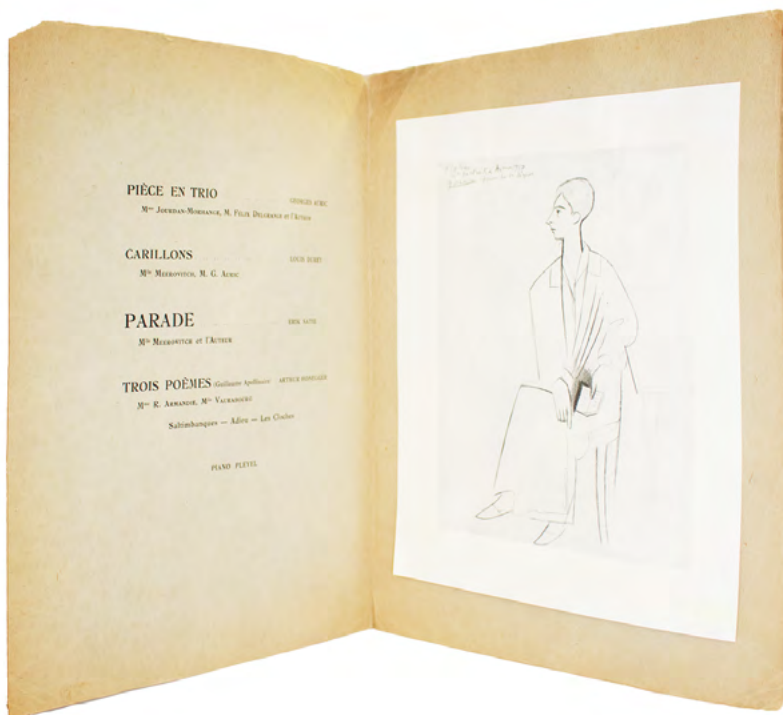 PIÈCE EN TRIO GEORGES AURIC
Mme JOURDAN-MORHANGE, M. FÉLIX DELGRANGE et l'AUTEUR
CARILLONS LOUIS DUREY
Mlle MEEROVITCH, M. G. AURIC
PARADE ERIK SATIE
Mlle MEEROVITCH et l'AUTEUR
TROIS POÈMES (Guillaume Apollinaire) ARTHUR HONEGGER
Mme R. ARMANDIE, Mlle VAURABOURG
Saltimbanques — Adieu — Les Cloches
PIANO PLEYEL